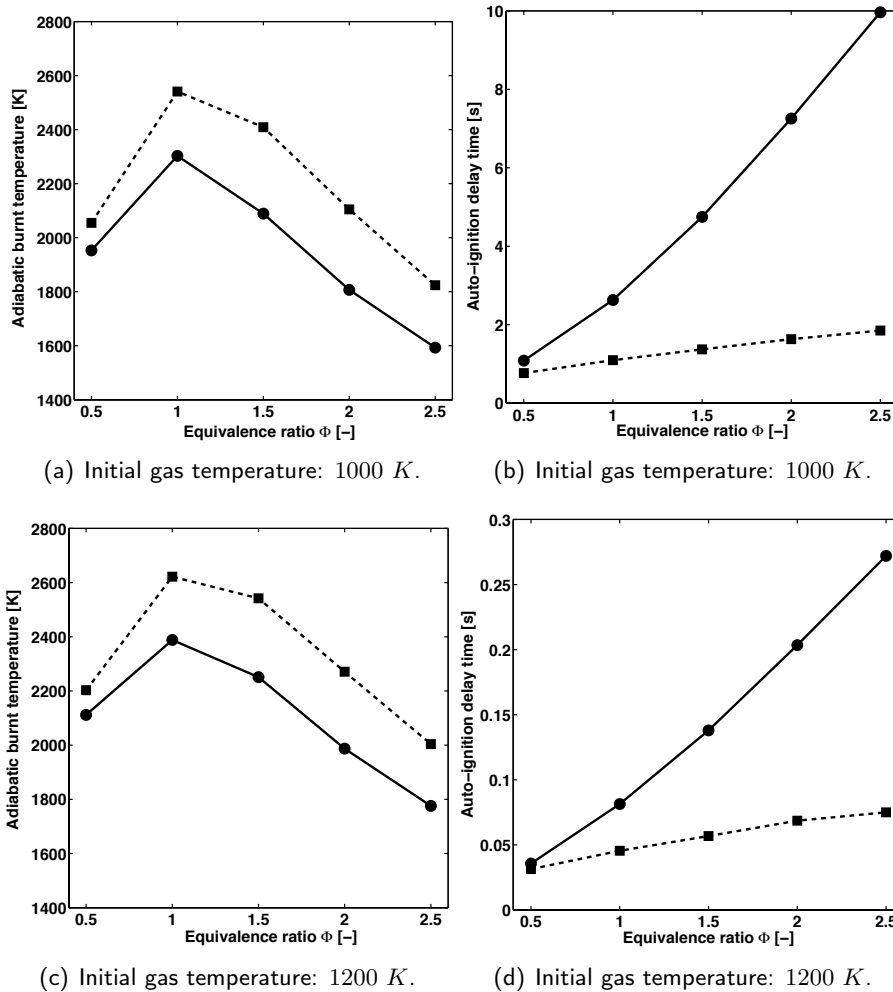 2800
2600
2400
2200
2000
1800
1600
1400
0.5 1 1.5 2 2.5
Adiabatic burnt temperature [K]
Equivalence ratio Φ [−]
(a) Initial gas temperature: 1000 K.
10
8
6
4
2
0
0.5 1 1.5 2 2.5
Auto−ignition delay time [s]
Equivalence ratio Φ [−]
(b) Initial gas temperature: 1000 K.
2800
2600
2400
2200
2000
1800
1600
1400
0.5 1 1.5 2 2.5
Adiabatic burnt temperature [K]
Equivalence ratio Φ [−]
(c) Initial gas temperature: 1200 K.
0.3
0.25
0.2
0.15
0.1
0.05
0
0.5 1 1.5 2 2.5
Auto−ignition delay time [s]
Equivalence ratio Φ [−]
(d) Initial gas temperature: 1200 K.